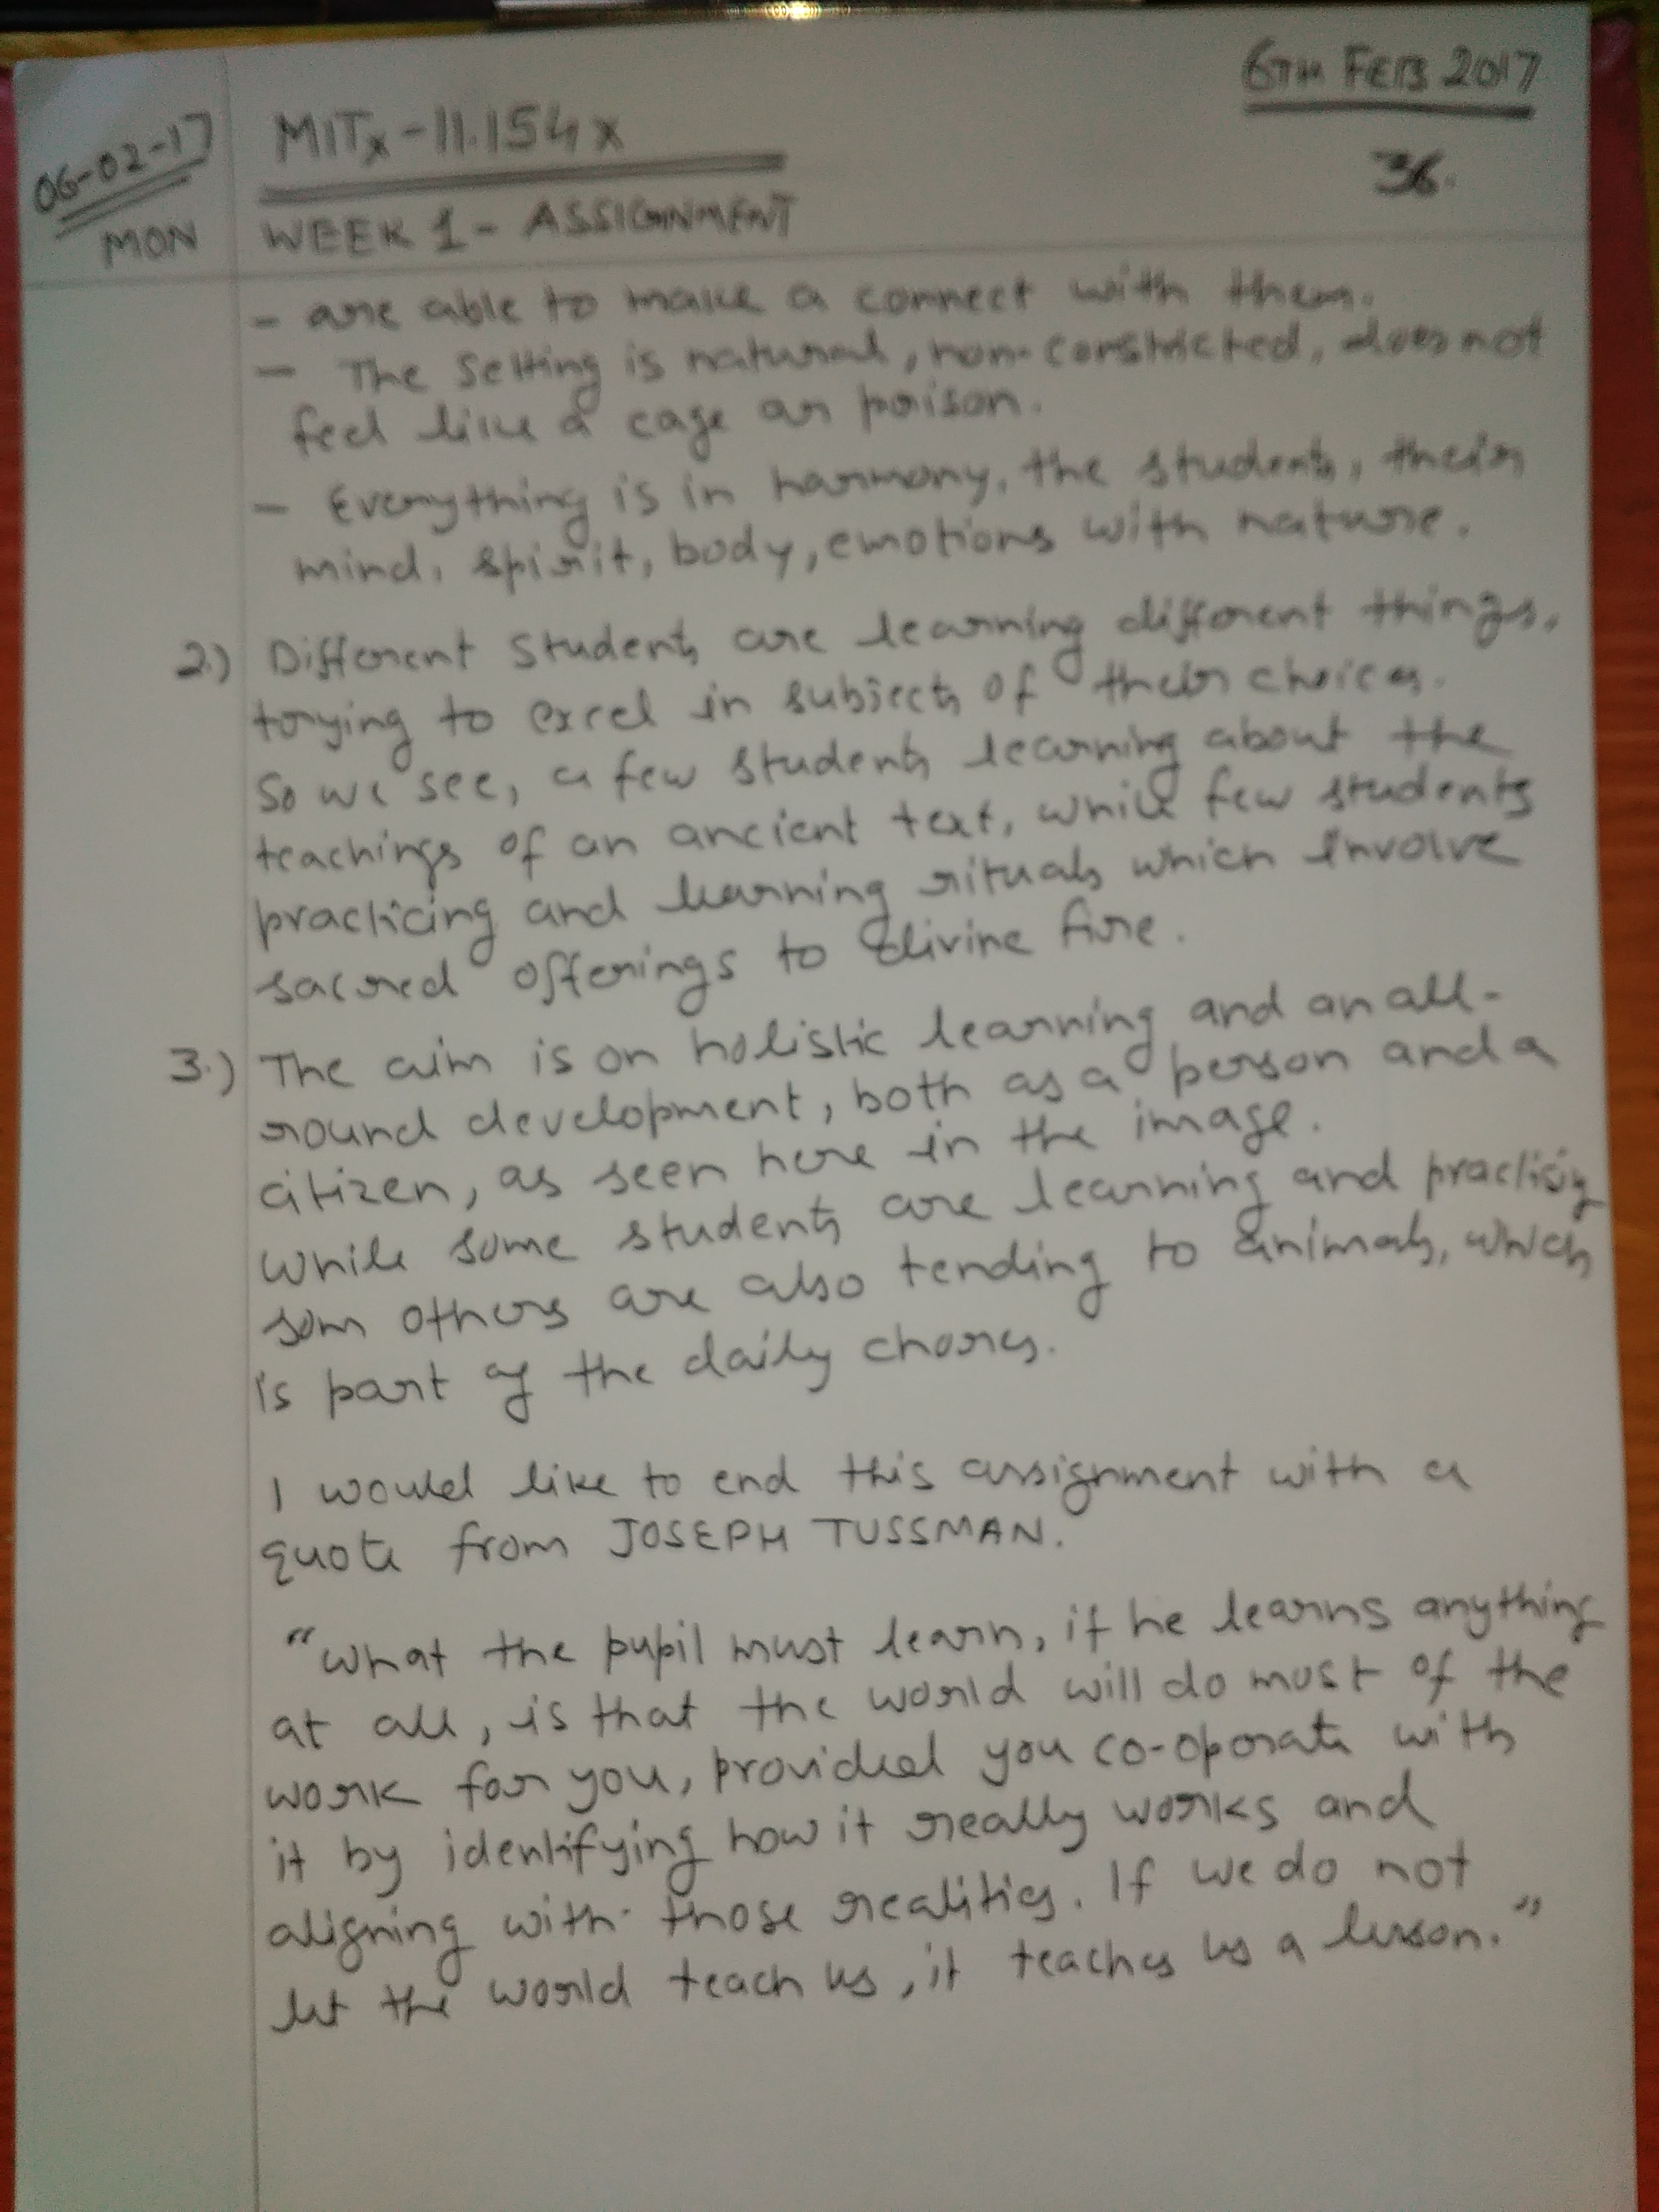 6TH FEB 2017
06-02-17
MITx-11.154x
36.
MON
WEEK 1 - ASSIGNMENT
- are able to make a connect with them.
- The setting is natural, non-constricted, does not
feel like a cage or prison.
- Everything is in harmony, the students, their
mind, spirit, body, emotions with nature.
2.) Different students are learning different things,
trying to excel in subjects of their choices.
So we see, a few students learning about the
teachings of an ancient text, while few students
practicing and learning rituals which involve
sacred offerings to divine fire.
3.) The aim is on holistic learning and an all-
round development, both as a person and a
citizen, as seen here in the image.
While some students are learning and practising
som others are also tending to animals, which
is part of the daily chores.
I would like to end this assignment with a
quote from JOSEPH TUSSMAN.
"What the pupil must learn, if he learns anything
at all, is that the world will do most of the
work for you, provided you co-operate with
it by identifying how it really works and
aligning with those realities. If we do not
let the world teach us, it teaches us a lesson."